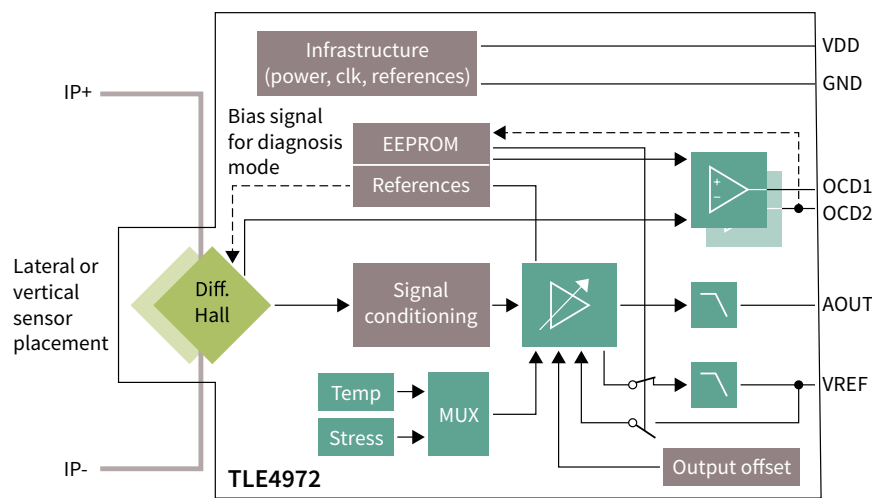 Infrastructure
(power, clk, references)
VDD
GND
IP+
Bias signal
for diagnosis
mode
EEPROM
References
+
−
OCD1
OCD2
Lateral or
vertical
sensor
placement
Diff.
Hall
Signal
conditioning
AOUT
Temp
Stress
MUX
VREF
Output offset
IP-
TLE4972